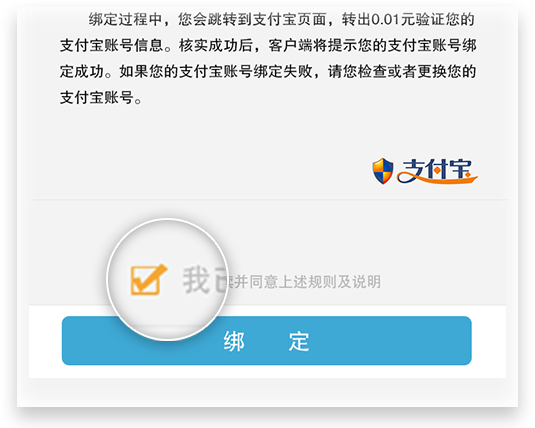 绑定过程中，您会跳转到支付宝页面，转出0.01元验证您的
支付宝账号信息。核实成功后，客户端将提示您的支付宝账号绑
定成功。如果您的支付宝账号绑定失败，请您检查或者更换您的
支付宝账号。
支付宝
我已读并同意上述规则及说明
绑 定